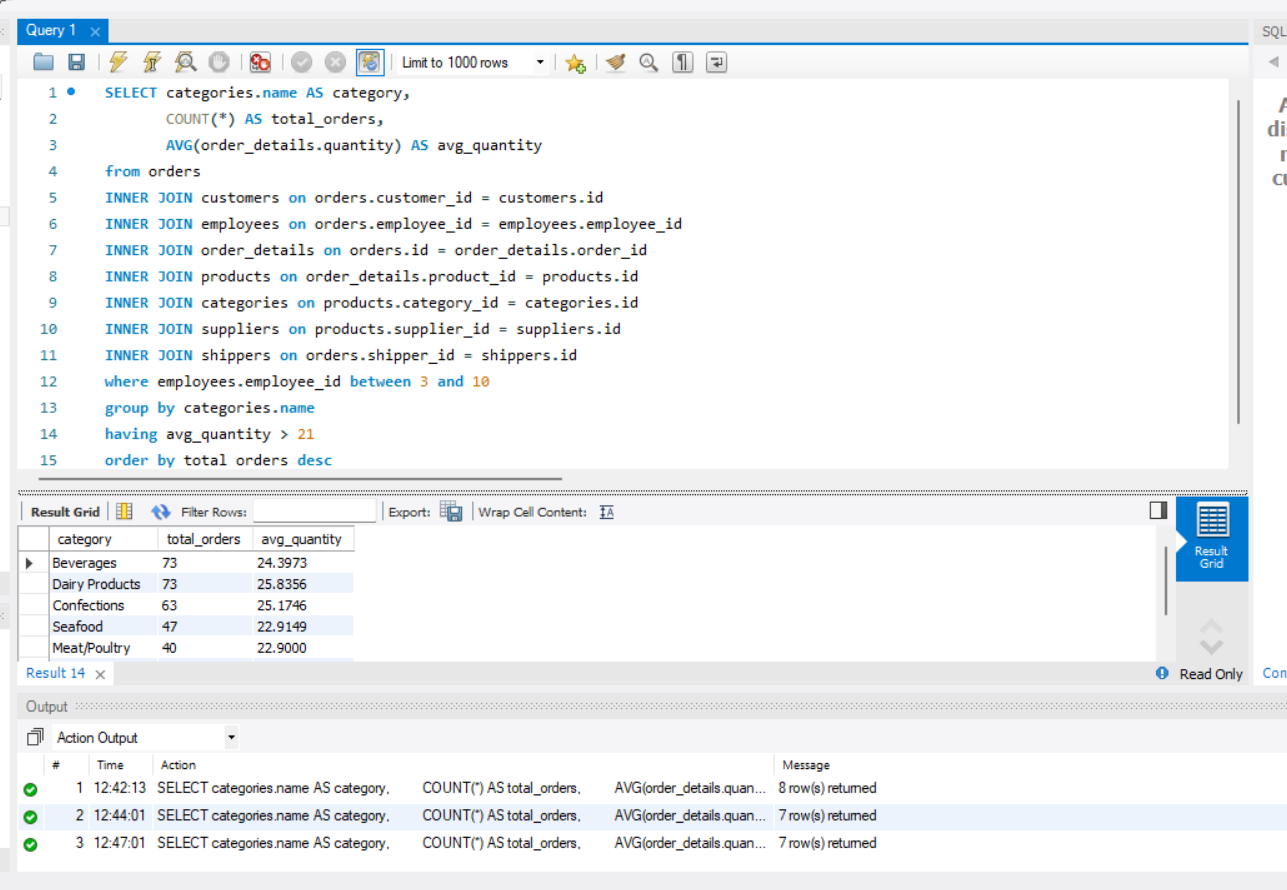 Query 1
SQL
Limit to 1000 rows
1 SELECT categories.name AS category,
2 COUNT(*) AS total_orders,
3 AVG(order_details.quantity) AS avg_quantity
4 from orders
5 INNER JOIN customers on orders.customer_id = customers.id
6 INNER JOIN employees on orders.employee_id = employees.employee_id
7 INNER JOIN order_details on orders.id = order_details.order_id
8 INNER JOIN products on order_details.product_id = products.id
9 INNER JOIN categories on products.category_id = categories.id
10 INNER JOIN suppliers on products.supplier_id = suppliers.id
11 INNER JOIN shippers on orders.shipper_id = shippers.id
12 where employees.employee_id between 3 and 10
13 group by categories.name
14 having avg_quantity > 21
15 order by total_orders desc
Result Grid Filter Rows: Export: Wrap Cell Content:
category total_orders avg_quantity
Beverages 73 24.3973
Dairy Products 73 25.8356
Confections 63 25.1746
Seafood 47 22.9149
Meat/Poultry 40 22.9000
Result
Grid
Result 14
Read Only
Con
Output
Action Output
# Time Action Message
1 12:42:13 SELECT categories.name AS category, COUNT(*) AS total_orders, AVG(order_details.quan... 8 row(s) returned
2 12:44:01 SELECT categories.name AS category, COUNT(*) AS total_orders, AVG(order_details.quan... 7 row(s) returned
3 12:47:01 SELECT categories.name AS category, COUNT(*) AS total_orders, AVG(order_details.quan... 7 row(s) returned